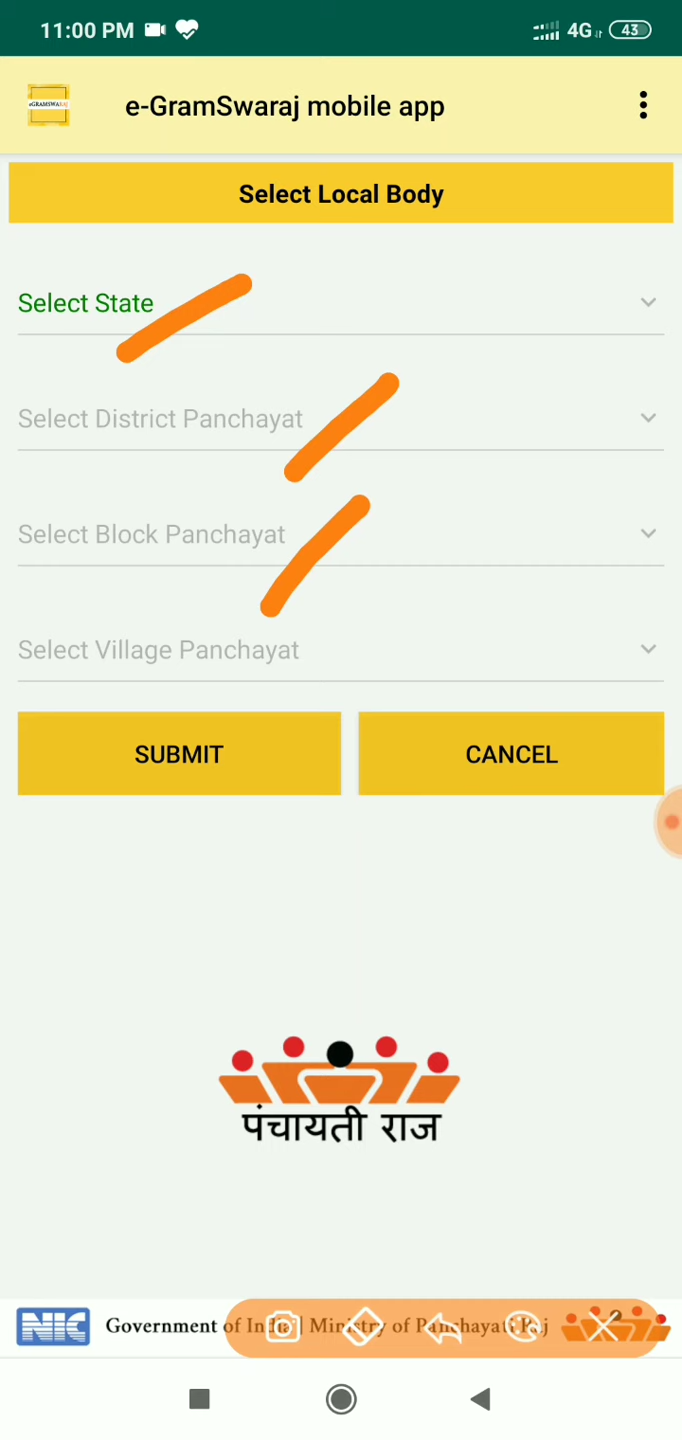 11:00 PM 4G 43
eGRAMSWARAJ
e-GramSwaraj mobile app
Select Local Body
Select State
Select District Panchayat
Select Block Panchayat
Select Village Panchayat
SUBMIT CANCEL
पंचायती राज
NIC Government of India | Ministry of Panchayati Raj